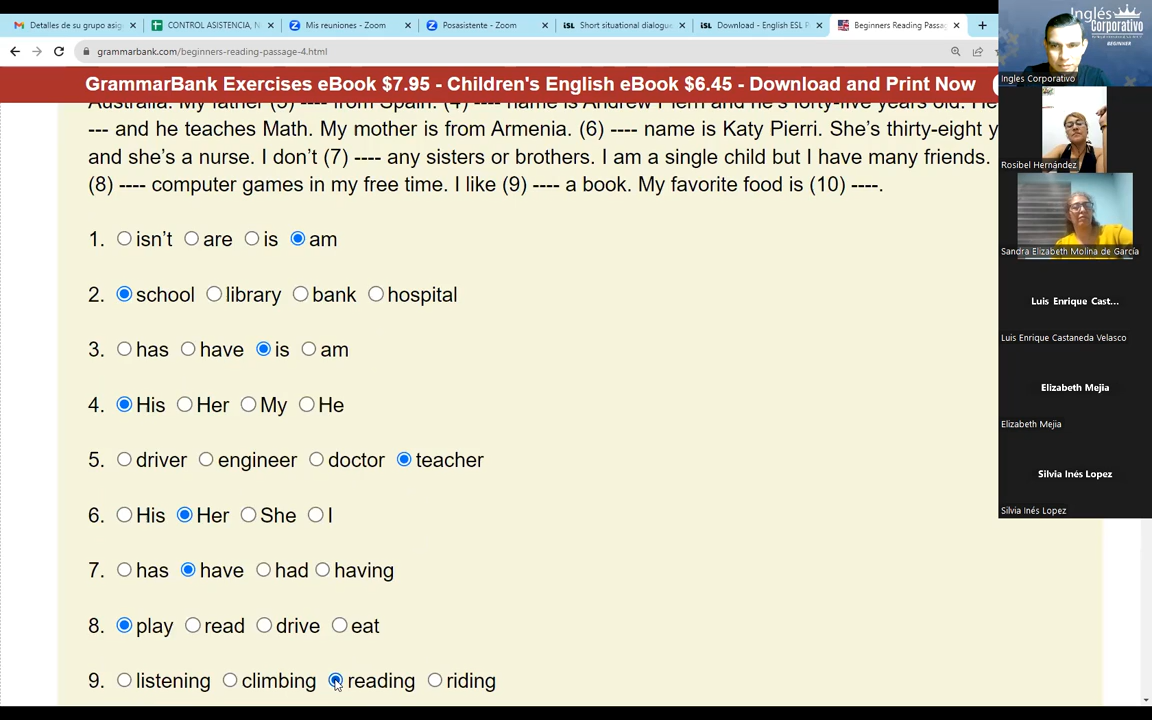 Detalles de su grupo asig
CONTROL ASISTENCIA, N
Mis reuniones - Zoom
Posasistente - Zoom
iSL Short situational dialogue
iSL Download - English ESL P
Beginners Reading Passa
grammarbank.com/beginners-reading-passage-4.html
GrammarBank Exercises eBook $7.95 - Children's English eBook $6.45 - Download and Print Now
Australia. My father (3) ---- from Spain. (4) ---- name is Andrew Pierri and he's forty-five years old. He
--- and he teaches Math. My mother is from Armenia. (6) ---- name is Katy Pierri. She's thirty-eight y
and she's a nurse. I don't (7) ---- any sisters or brothers. I am a single child but I have many friends.
(8) ---- computer games in my free time. I like (9) ---- a book. My favorite food is (10) ----.
1. isn't are is am
2. school library bank hospital
3. has have is am
4. His Her My He
5. driver engineer doctor teacher
6. His Her She I
7. has have had having
8. play read drive eat
9. listening climbing reading riding
Inglés
Corporativo
BEGINNER
Ingles Corporativo
Rosibel Hernández
Sandra Elizabeth Molina de García
Luis Enrique Cast...
Luis Enrique Castaneda Velasco
Elizabeth Mejia
Elizabeth Mejia
Silvia Inés Lopez
Silvia Inés Lopez